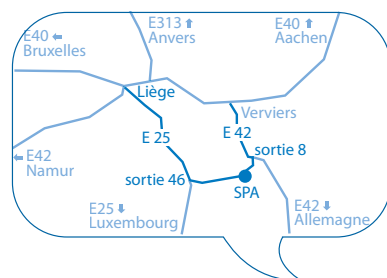 E40 ⬅
Bruxelles
E313 ⬆
Anvers
E40 ⬆
Aachen
Liège
Verviers
E 25
E 42
sortie 8
⬅ E42
Namur
sortie 46
SPA
E25 ⬇
Luxembourg
E42 ⬇
Allemagne